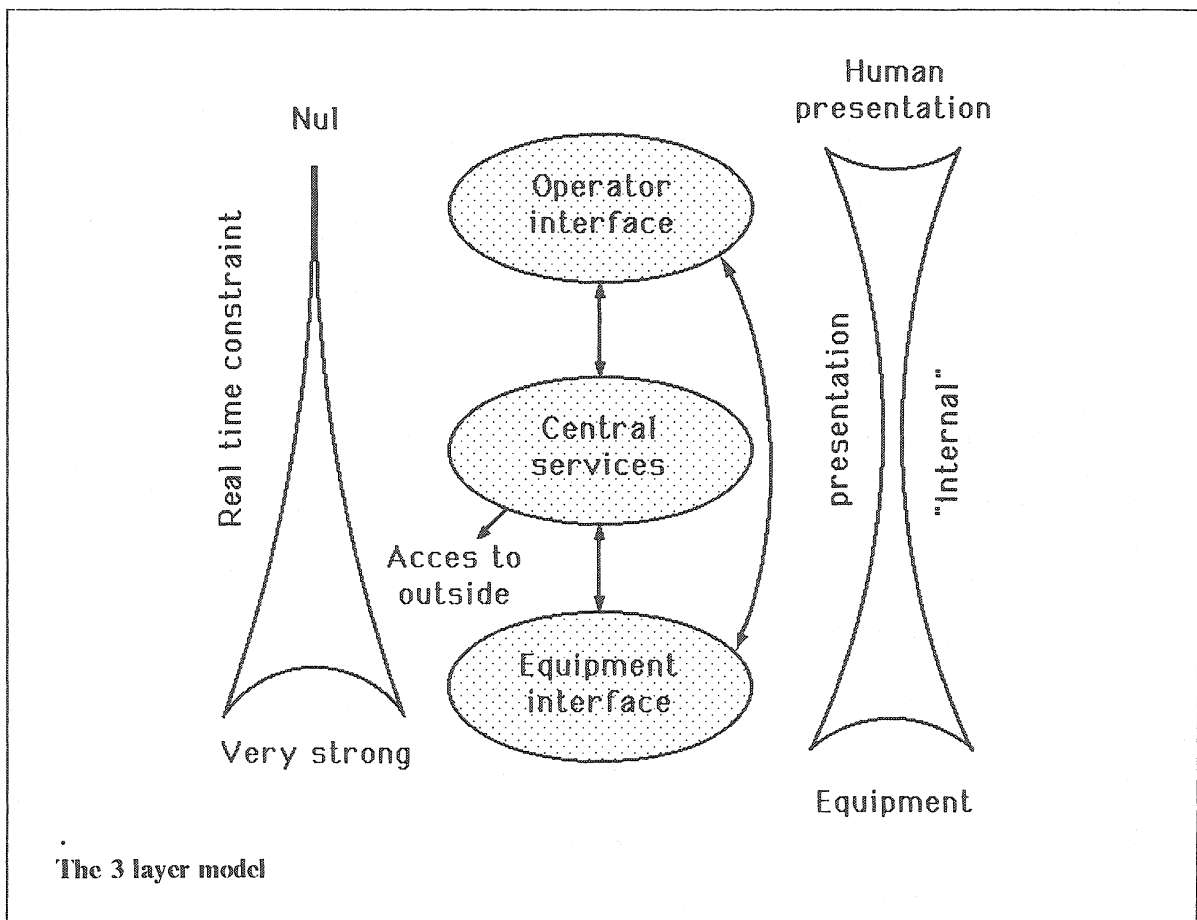 Human
presentation
Nul
Operator
interface
Real time constraint
presentation
"Internal"
Central
services
Acces to
outside
Equipment
interface
Very strong
Equipment
The 3 layer model